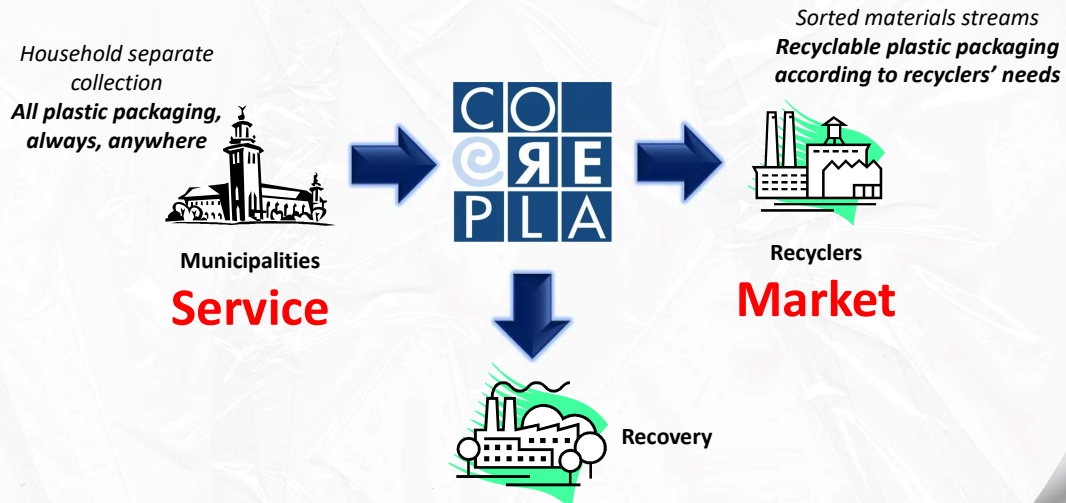 Household separate
collection
All plastic packaging,
always, anywhere
Municipalities
Service
CO
RE
PLA
Sorted materials streams
Recyclable plastic packaging
according to recyclers' needs
Recyclers
Market
Recovery